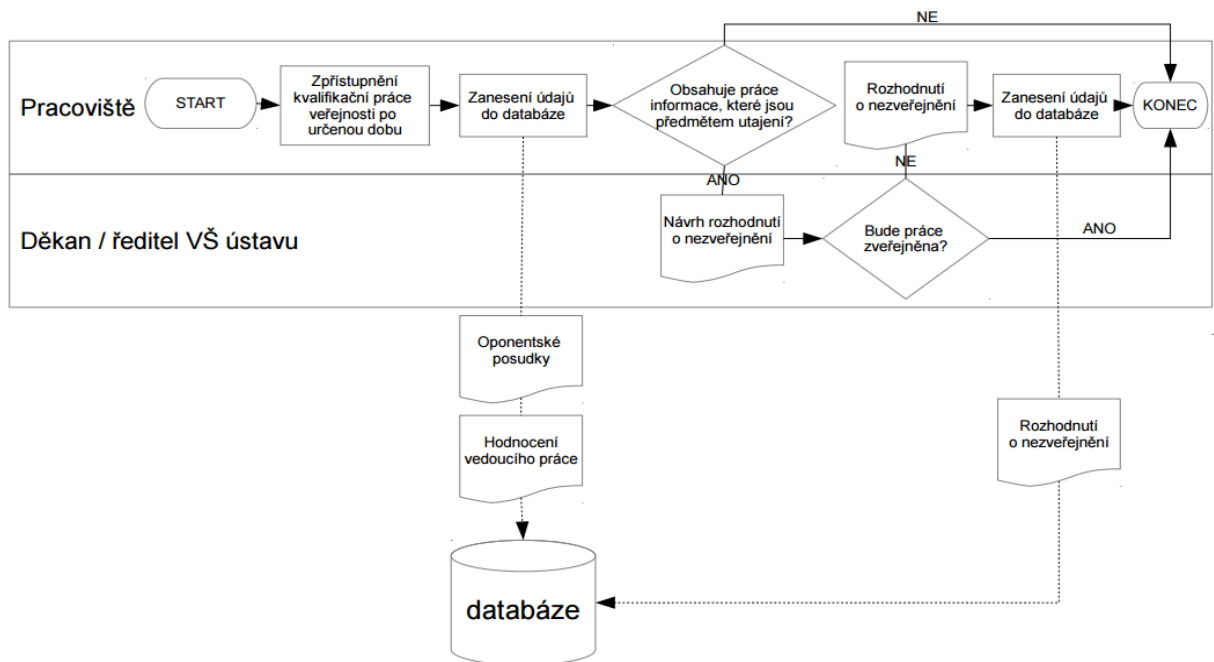 NE
Pracoviště
START
Zpřístupnění
kvalifikační práce
veřejnosti po
určenou dobu
Zanesení údajů
do databáze
Obsahuje práce
informace, které jsou
předmětem utajení?
Rozhodnutí
o nezveřejnění
Zanesení údajů
do databáze
KONEC
NE
ANO
Děkan / ředitel VŠ ústavu
Návrh rozhodnutí
o nezveřejnění
Bude práce
zveřejněna?
ANO
Oponentské
posudky
Hodnocení
vedoucího práce
Rozhodnutí
o nezveřejnění
databáze